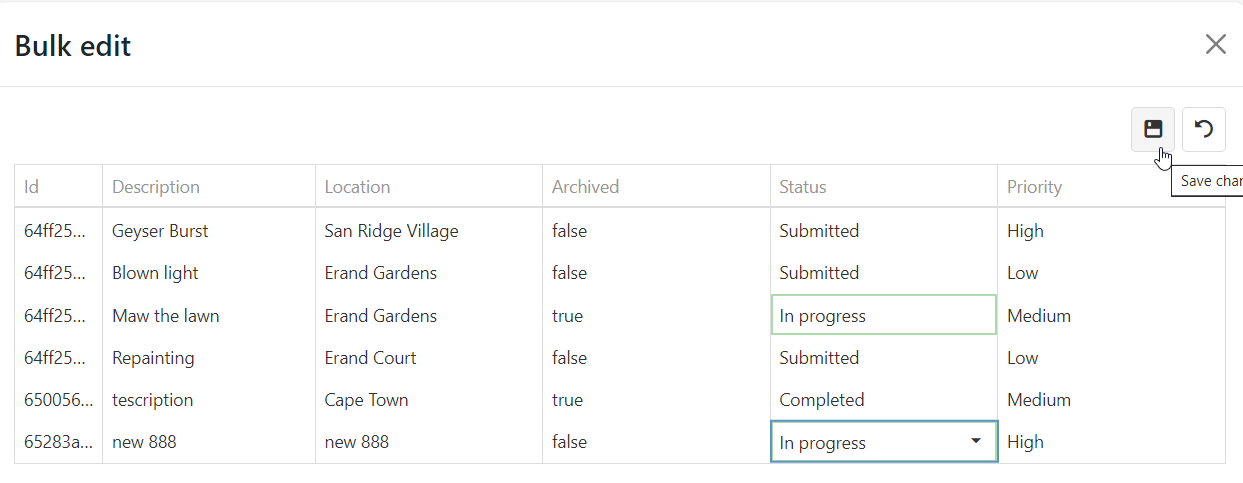 Bulk edit
Save char
Id Description Location Archived Status Priority
64ff25... Geyser Burst San Ridge Village false Submitted High
64ff25... Blown light Erand Gardens false Submitted Low
64ff25... Maw the lawn Erand Gardens true In progress Medium
64ff25... Repainting Erand Court false Submitted Low
650056... tescription Cape Town true Completed Medium
65283a... new 888 new 888 false In progress High